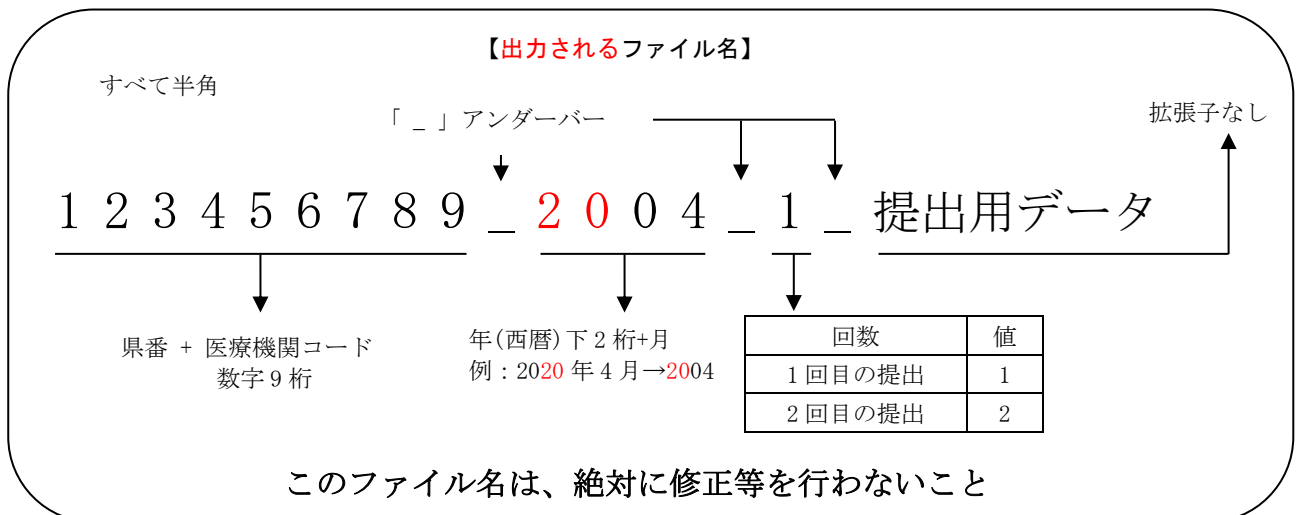 【出力されるファイル名】
すべて半角
「 _ 」アンダーバー
拡張子なし
１２３４５６７８９_２００４_１_提出用データ
県番 + 医療機関コード
数字９桁
年(西暦)下２桁+月
例：2020 年４月→2004
回数 値
１回目の提出 1
２回目の提出 2
このファイル名は、絶対に修正等を行わないこと